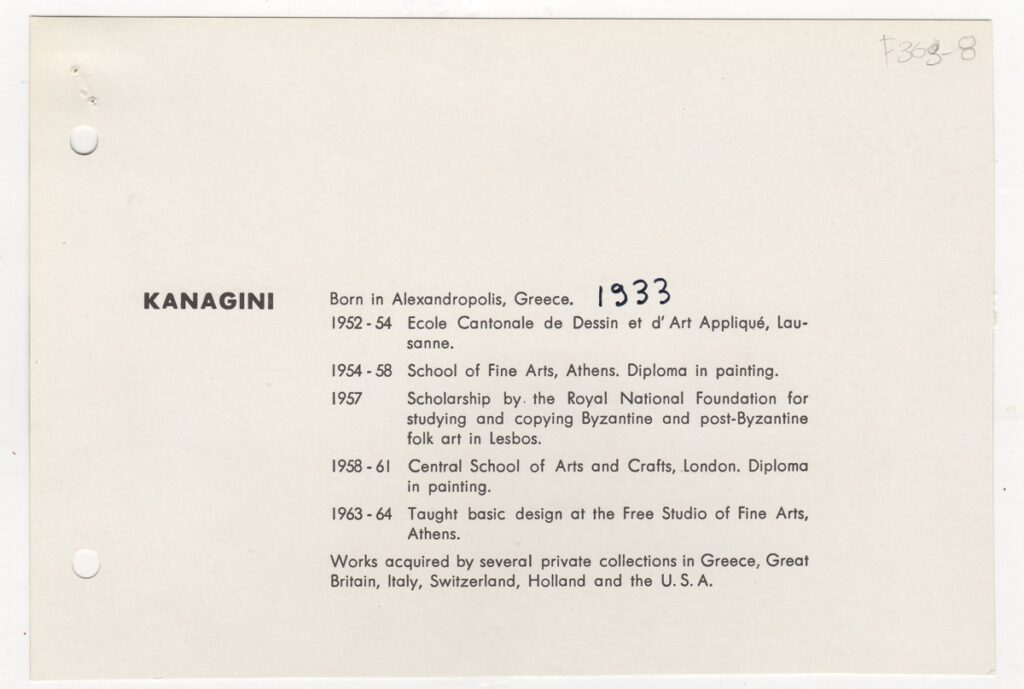 F363-8
KANAGINI
Born in Alexandropolis, Greece. 1933
1952 - 54 Ecole Cantonale de Dessin et d' Art Appliqué, Lau-
sanne.
1954 - 58 School of Fine Arts, Athens. Diploma in painting.
1957 Scholarship by the Royal National Foundation for
studying and copying Byzantine and post-Byzantine
folk art in Lesbos.
1958 - 61 Central School of Arts and Crafts, London. Diploma
in painting.
1963 - 64 Taught basic design at the Free Studio of Fine Arts,
Athens.
Works acquired by several private collections in Greece, Great
Britain, Italy, Switzerland, Holland and the U. S. A.